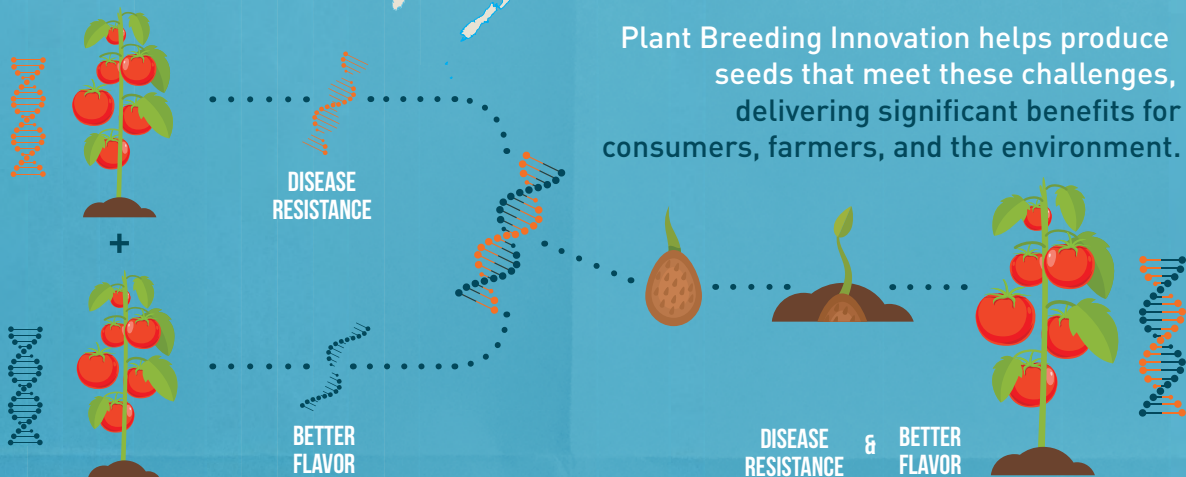 Plant Breeding Innovation helps produce
seeds that meet these challenges,
delivering significant benefits for
consumers, farmers, and the environment.
DISEASE
RESISTANCE
+
BETTER
FLAVOR
DISEASE
RESISTANCE
&
BETTER
FLAVOR